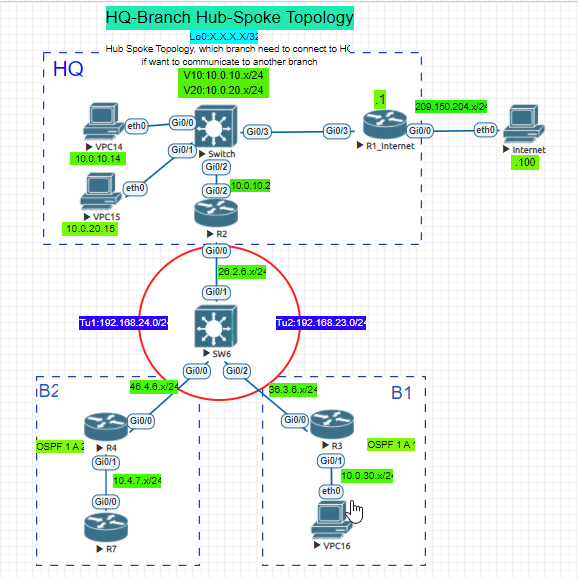 HQ-Branch Hub-Spoke Topology
Lo0:X.X.X.X/32
Hub Spoke Topology, which branch need to connect to HQ
if want to communicate to another branch
HQ
V10:10.0.10.x/24
V20:10.0.20.x/24
.1
209.150.204.x/24
eth0
Gi0/0
Gi0/3
Gi0/3
Gi0/0
eth0
VPC14
Gi0/1
Switch
R1_Internet
Internet
10.0.10.14
Gi0/2
.100
eth0
Gi0/2
10.0.10.2
VPC15
10.0.20.15
R2
Gi0/0
26.2.6.x/24
Gi0/1
Tu1:192.168.24.0/24
Tu2:192.168.23.0/24
SW6
Gi0/0
Gi0/2
B2
46.4.6.x/24
36.3.6.x/24
B1
Gi0/0
Gi0/0
OSPF 1 A 2
R4
R3
OSPF 1 A
Gi0/1
Gi0/1
10.4.7.x/24
10.0.30.x/24
Gi0/0
eth0
R7
VPC16